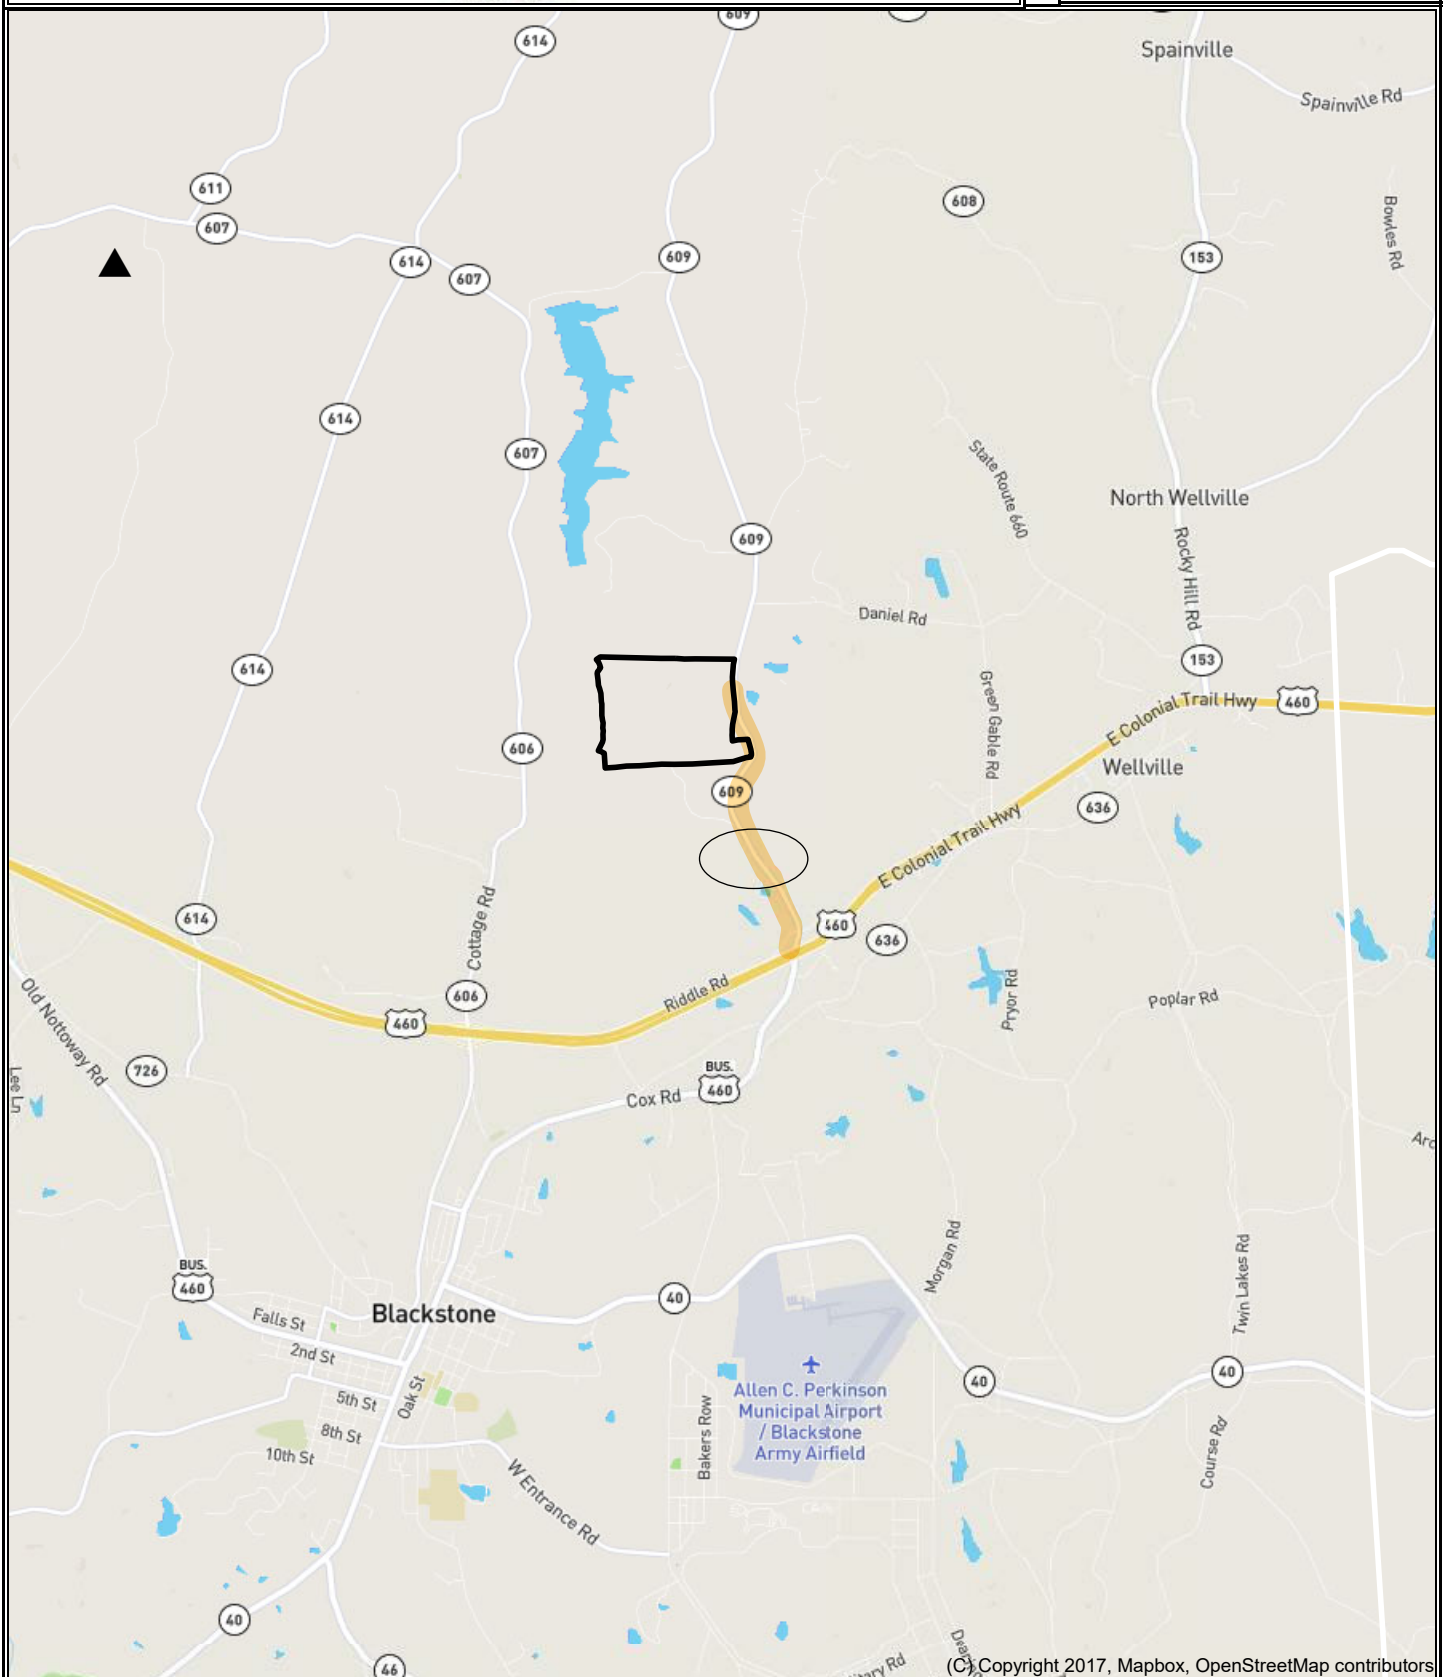 609
614
Spainville
Spainville Rd
611
608
Bowles Rd
607
614
607
609
153
614
607
State Route 660
North Wellville
609
Rocky Hill Rd
Daniel Rd
614
153
Green Gable Rd
460
E Colonial Trail Hwy
606
Wellville
609
636
E Colonial Trail Hwy
614
Cottage Rd
460
636
Riddle Rd
Pryor Rd
Poplar Rd
Old Nottoway Rd
606
460
726
Lee Ln
BUS.
460
Cox Rd
Morgan Rd
Twin Lakes Rd
BUS.
460
40
Blackstone
Falls St
2nd St
5th St
Oak St
8th St
10th St
Allen C. Perkinson
Municipal Airport
/ Blackstone
Army Airfield
40
40
Bakers Row
Course Rd
W Entrance Rd
40
46
(C) Copyright 2017, Mapbox, OpenStreetMap contributors